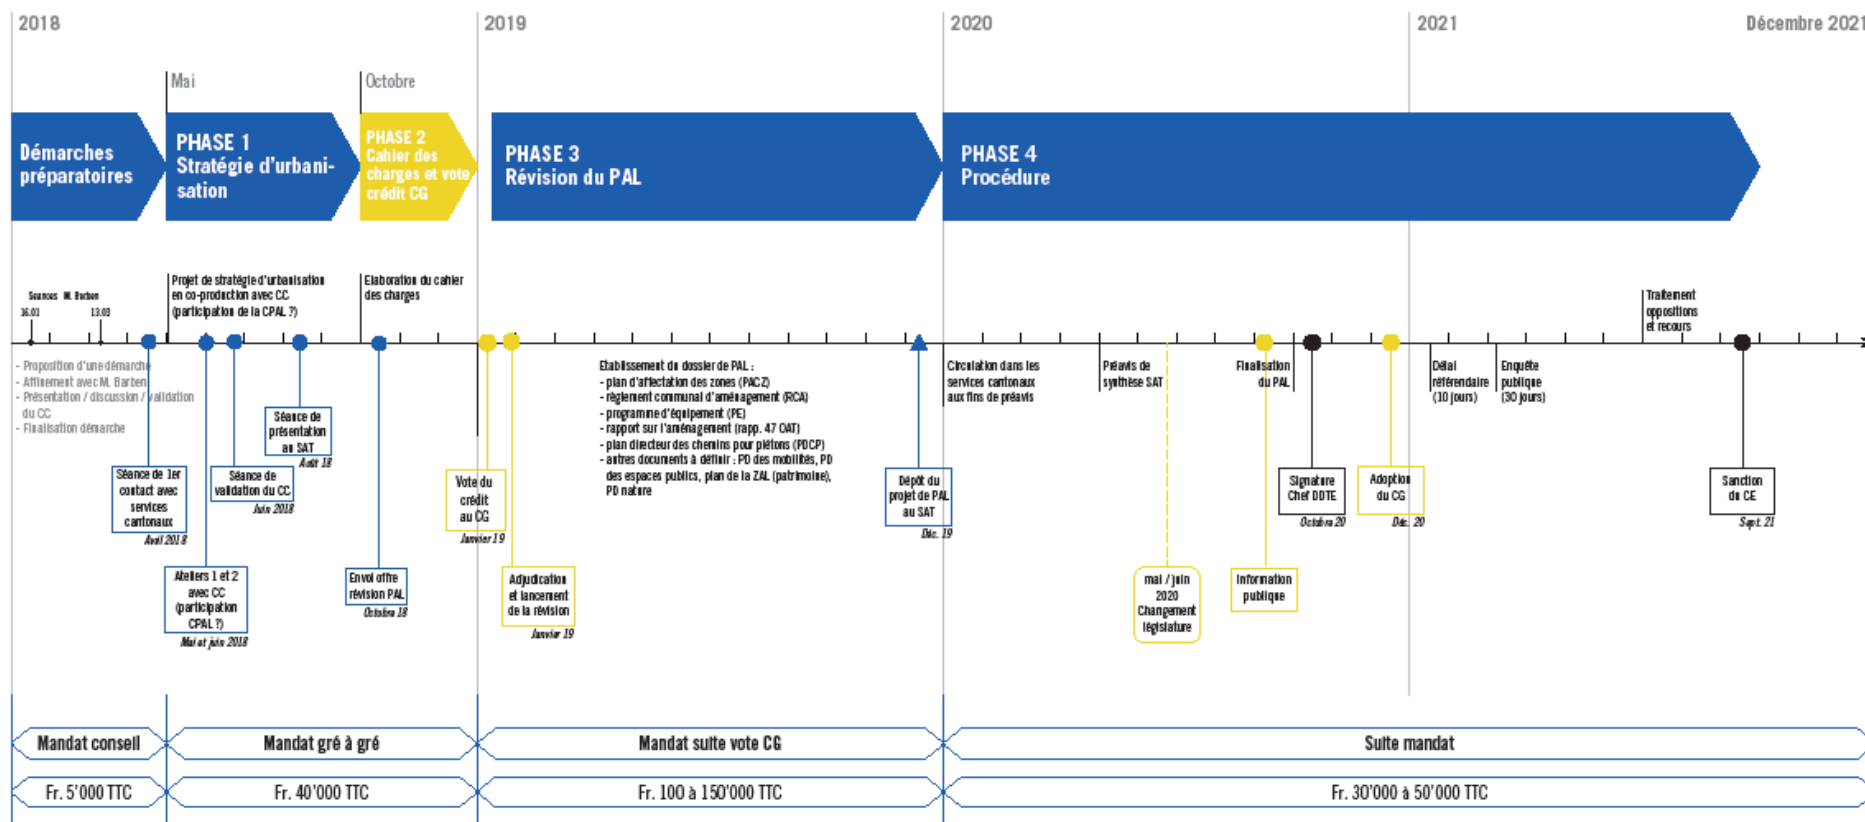 2018
2019
2020
2021
Décembre 2021
Mai
Octobre
Démarches
préparatoires
PHASE 1
Stratégie d'urbani-
sation
PHASE 2
Cahier des
charges et vote
crédit CG
PHASE 3
Révision du PAL
PHASE 4
Procédure
Seances M. Barben
16.01
13.03
Projet de stratégie d'urbanisation
en co-production avec CC
(participation de la CPAL ?)
Elaboration du cahier
des charges
Traitement
oppositions
et recours
- Proposition d'une démarche
- Affinement avec M. Barben
- Présentation / discussion / validation
du CC
- Finalisation démarche
Etablissement du dossier de PAL :
- plan d'affectation des zones (PACZ)
- règlement communal d'aménagement (RCA)
- programme d'équipement (PE)
- rapport sur l'aménagement (rapp. 47 OAT)
- plan directeur des chemins pour piétons (PDCP)
- autres documents à définir : PD des mobilités, PD
des espaces publics, plan de la ZAL (patrimoine),
PD nature
Circulation dans les
services cantonaux
aux fins de préavis
Préavis de
synthèse SAT
Finalisation
du PAL
Délai
référendaire
(10 jours)
Enquête
publique
(30 jours)
Séance de
présentation
au SAT
Août 18
Séance de 1er
contact avec
services
cantonaux
Avril 2018
Séance de
validation du CC
Juin 2018
Vote du
crédit
au CG
Janvier 19
Dépôt du
projet de PAL
au SAT
Déc. 19
Signature
Chef DDTE
Octobre 20
Adoption
du CG
Déc. 20
Sanction
du CE
Sept. 21
Ateliers 1 et 2
avec CC
(participation
CPAL ?)
Mai et juin 2018
Envoi offre
révision PAL
Octobre 18
Adjudication
et lancement
de la révision
Janvier 19
mai / juin
2020
Changement
législature
Information
publique
Mandat conseil
Mandat gré à gré
Mandat suite vote CG
Suite mandat
Fr. 5'000 TTC
Fr. 40'000 TTC
Fr. 100 à 150'000 TTC
Fr. 30'000 à 50'000 TTC